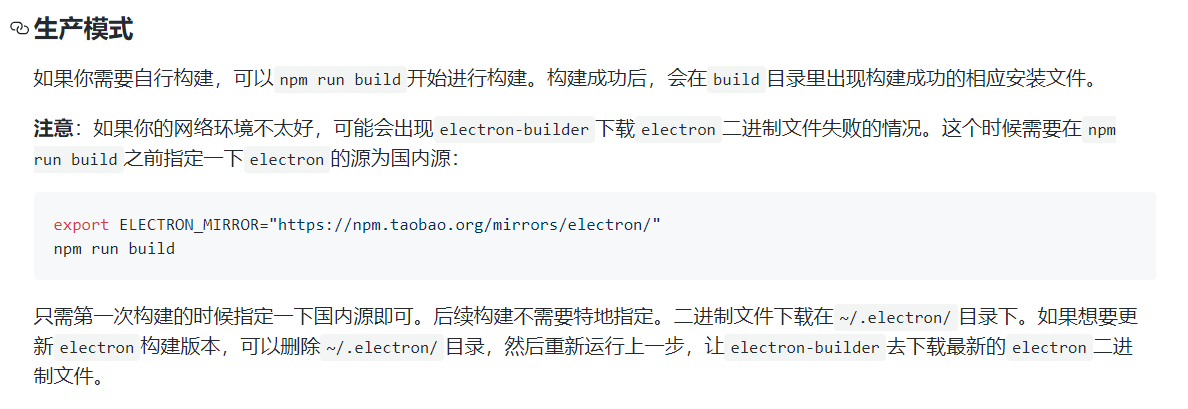 生产模式
如果你需要自行构建，可以 npm run build 开始进行构建。构建成功后，会在 build 目录里出现构建成功的相应安装文件。
注意：如果你的网络环境不太好，可能会出现 electron-builder 下载 electron 二进制文件失败的情况。这个时候需要在 npm
run build 之前指定一下 electron 的源为国内源：
export ELECTRON_MIRROR="https://npm.taobao.org/mirrors/electron/"
npm run build
只需第一次构建的时候指定一下国内源即可。后续构建不需要特地指定。二进制文件下载在 ~/.electron/ 目录下。如果想要更
新 electron 构建版本，可以删除 ~/.electron/ 目录，然后重新运行上一步，让 electron-builder 去下载最新的 electron 二进
制文件。